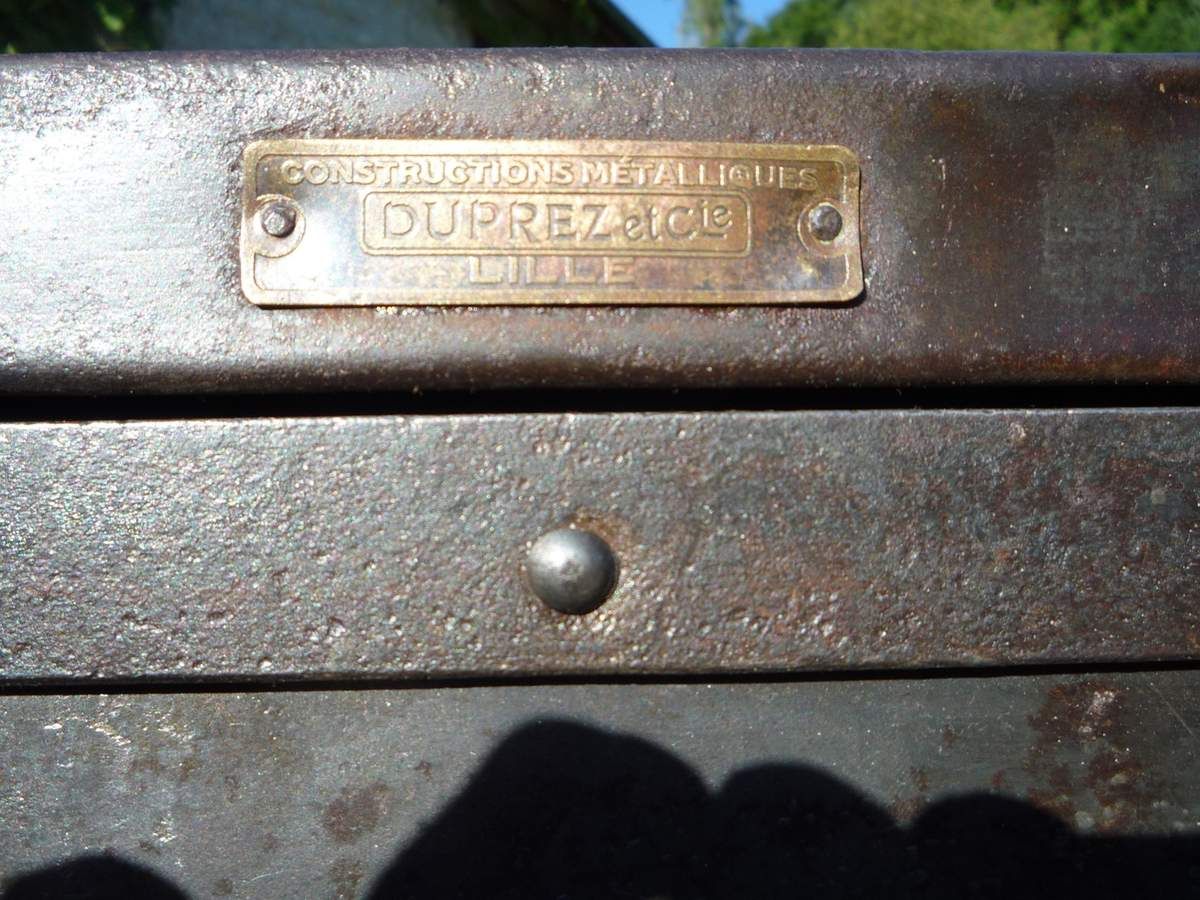 CONSTRUCTIONS MÉTALLIQUES
DUPREZ et Cie
LILLE